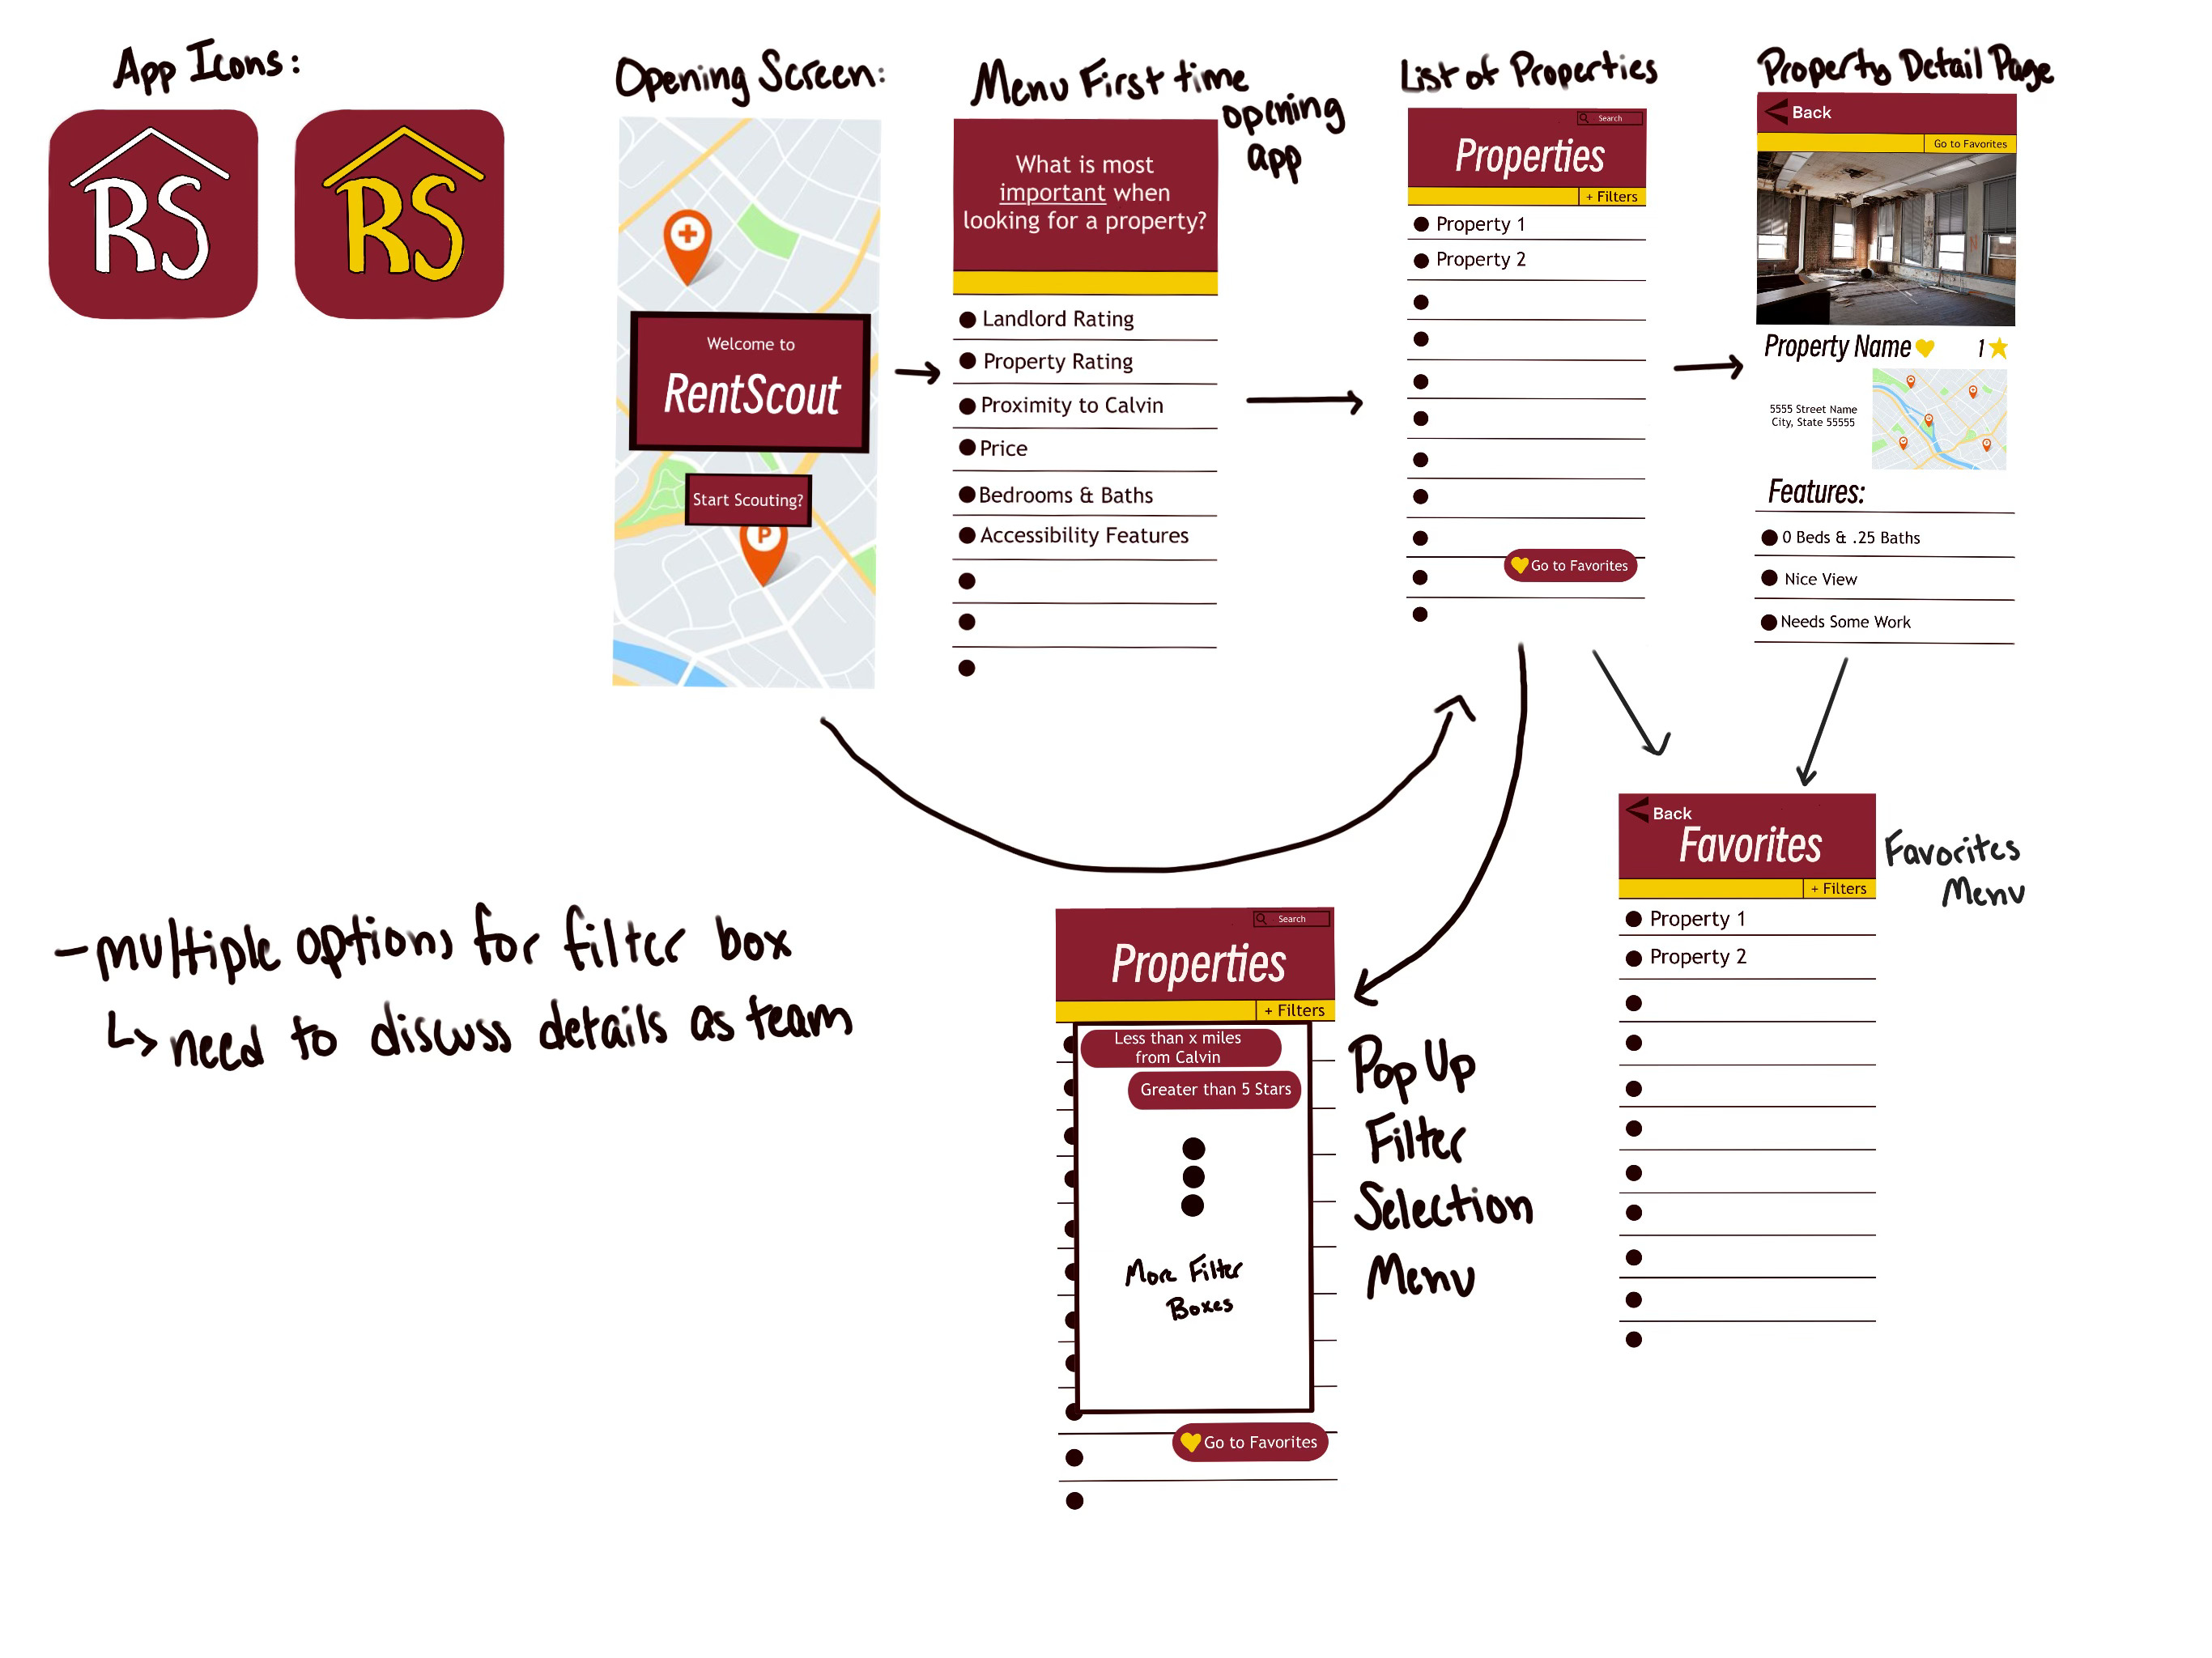 App Icons:
RS
RS
Opening Screen:
Welcome to
RentScout
Start Scouting?
P
Menu First time
opening
app
What is most
important when
looking for a property?
Landlord Rating
Property Rating
Proximity to Calvin
Price
Bedrooms & Baths
Accessibility Features
List of Properties
Search
Properties
+ Filters
Property 1
Property 2
Go to Favorites
Property Detail Page
Back
Go to Favorites
Property Name
1
5555 Street Name
City, State 55555
Features:
0 Beds & .25 Baths
Nice View
Needs Some Work
- multiple options for filter box
↳ need to discuss details as team
Search
Properties
+ Filters
Less than x miles
from Calvin
Greater than 5 Stars
More Filter
Boxes
Go to Favorites
Pop Up
Filter
Selection
Menu
Back
Favorites
+ Filters
Property 1
Property 2
Favorites
Menu